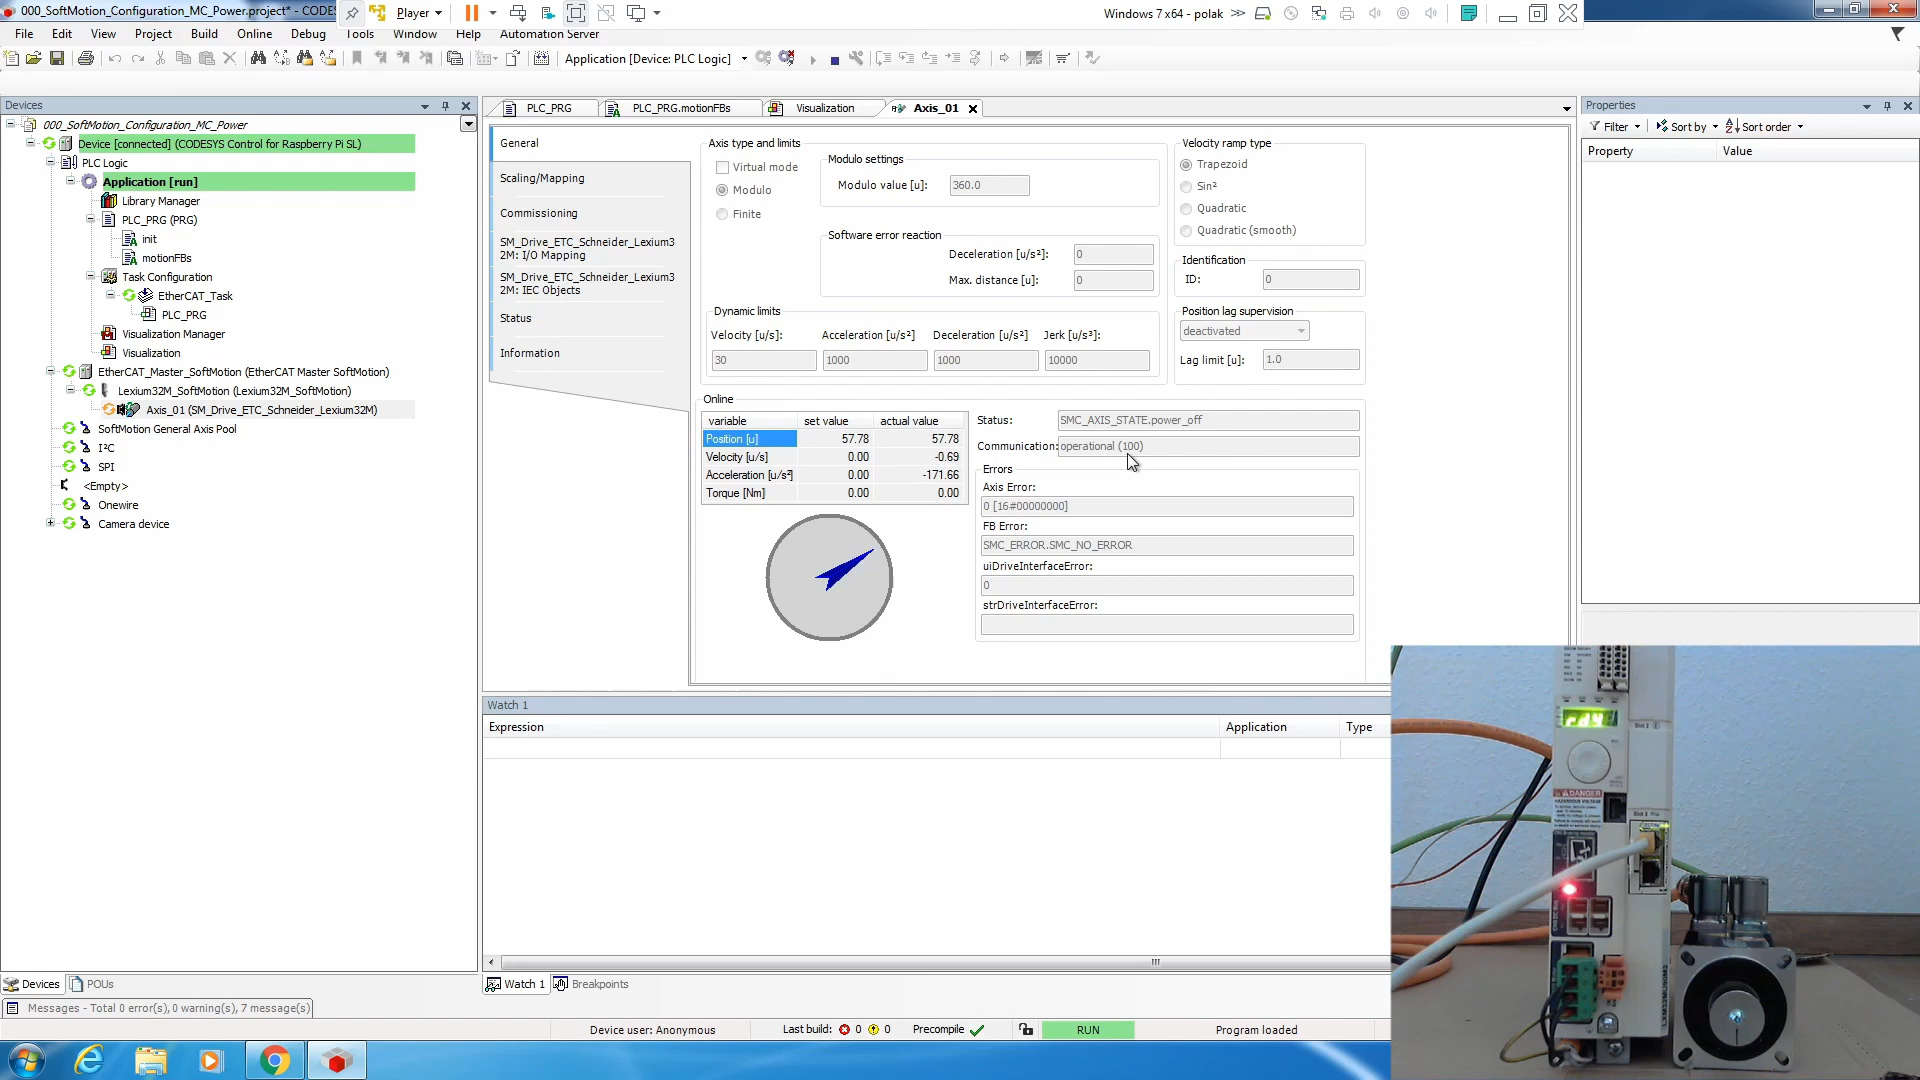 000_SoftMotion_Configuration_MC_Power.project* - CODES
Player
Windows 7 x64 - polak
File Edit View Project Build Online Debug Tools Window Help Automation Server
Application [Device: PLC Logic]
Devices
000_SoftMotion_Configuration_MC_Power
Device [connected] (CODESYS Control for Raspberry Pi SL)
PLC Logic
Application [run]
Library Manager
PLC_PRG (PRG)
init
motionFBs
Task Configuration
EtherCAT_Task
PLC_PRG
Visualization Manager
Visualization
EtherCAT_Master_SoftMotion (EtherCAT Master SoftMotion)
Lexium32M_SoftMotion (Lexium32M_SoftMotion)
Axis_01 (SM_Drive_ETC_Schneider_Lexium32M)
SoftMotion General Axis Pool
I²C
SPI
<Empty>
Onewire
Camera device
Devices POUs
PLC_PRG PLC_PRG.motionFBs Visualization Axis_01
General
Scaling/Mapping
Commissioning
SM_Drive_ETC_Schneider_Lexium3
2M: I/O Mapping
SM_Drive_ETC_Schneider_Lexium3
2M: IEC Objects
Status
Information
Axis type and limits
Virtual mode
Modulo
Finite
Modulo settings
Modulo value [u]: 360.0
Software error reaction
Deceleration [u/s²]: 0
Max. distance [u]: 0
Dynamic limits
Velocity [u/s]: Acceleration [u/s²] Deceleration [u/s²] Jerk [u/s³]:
30 1000 1000 10000
Velocity ramp type
Trapezoid
Sin²
Quadratic
Quadratic (smooth)
Identification
ID: 0
Position lag supervision
deactivated
Lag limit [u]: 1.0
Online
variable set value actual value
Position [u] 57.78 57.78
Velocity [u/s] 0.00 -0.69
Acceleration [u/s²] 0.00 -171.66
Torque [Nm] 0.00 0.00
Status: SMC_AXIS_STATE.power_off
Communication: operational (100)
Errors
Axis Error:
0 [16#00000000]
FB Error:
SMC_ERROR.SMC_NO_ERROR
uiDriveInterfaceError:
0
strDriveInterfaceError:
Properties
Filter Sort by Sort order
Property Value
Watch 1
Expression Application Type
Watch 1 Breakpoints
Messages - Total 0 error(s), 0 warning(s), 7 message(s)
Device user: Anonymous Last build: 0 0 Precompile RUN Program loaded
Slot 2
DANGER
HAZARDOUS VOLTAGE
Slot 3